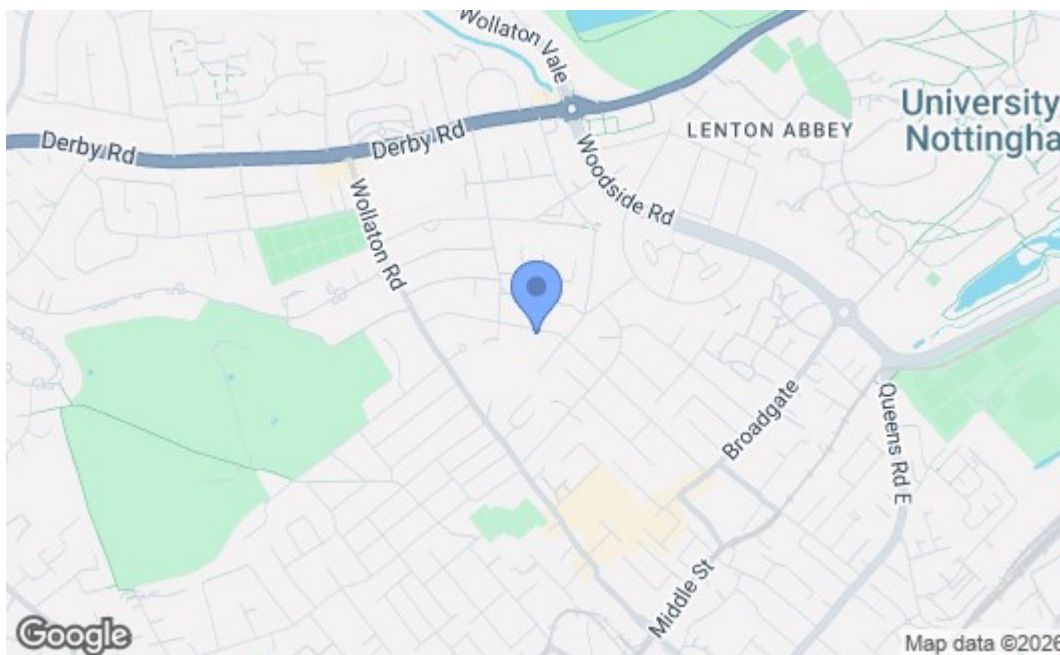 Wollaton Vale
Derby Rd
Derby Rd
LENTON ABBEY
University
Nottingha
Woodside Rd
Wollaton Rd
Broadgate
Queens Rd E
Middle St
Google
Map data ©2026